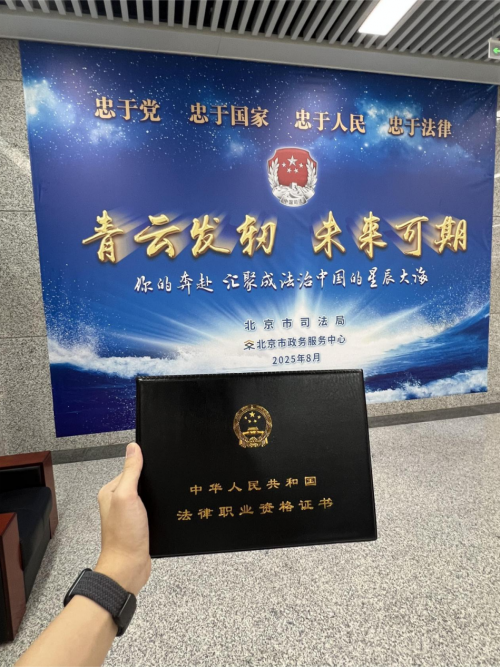 忠于党 忠于国家 忠于人民 忠于法律
青云发轫 未来可期
你的奔赴 汇聚成法治中国的星辰大海
北京市司法局
北京市政务服务中心
2025年8月
中华人民共和国
法律职业资格证书